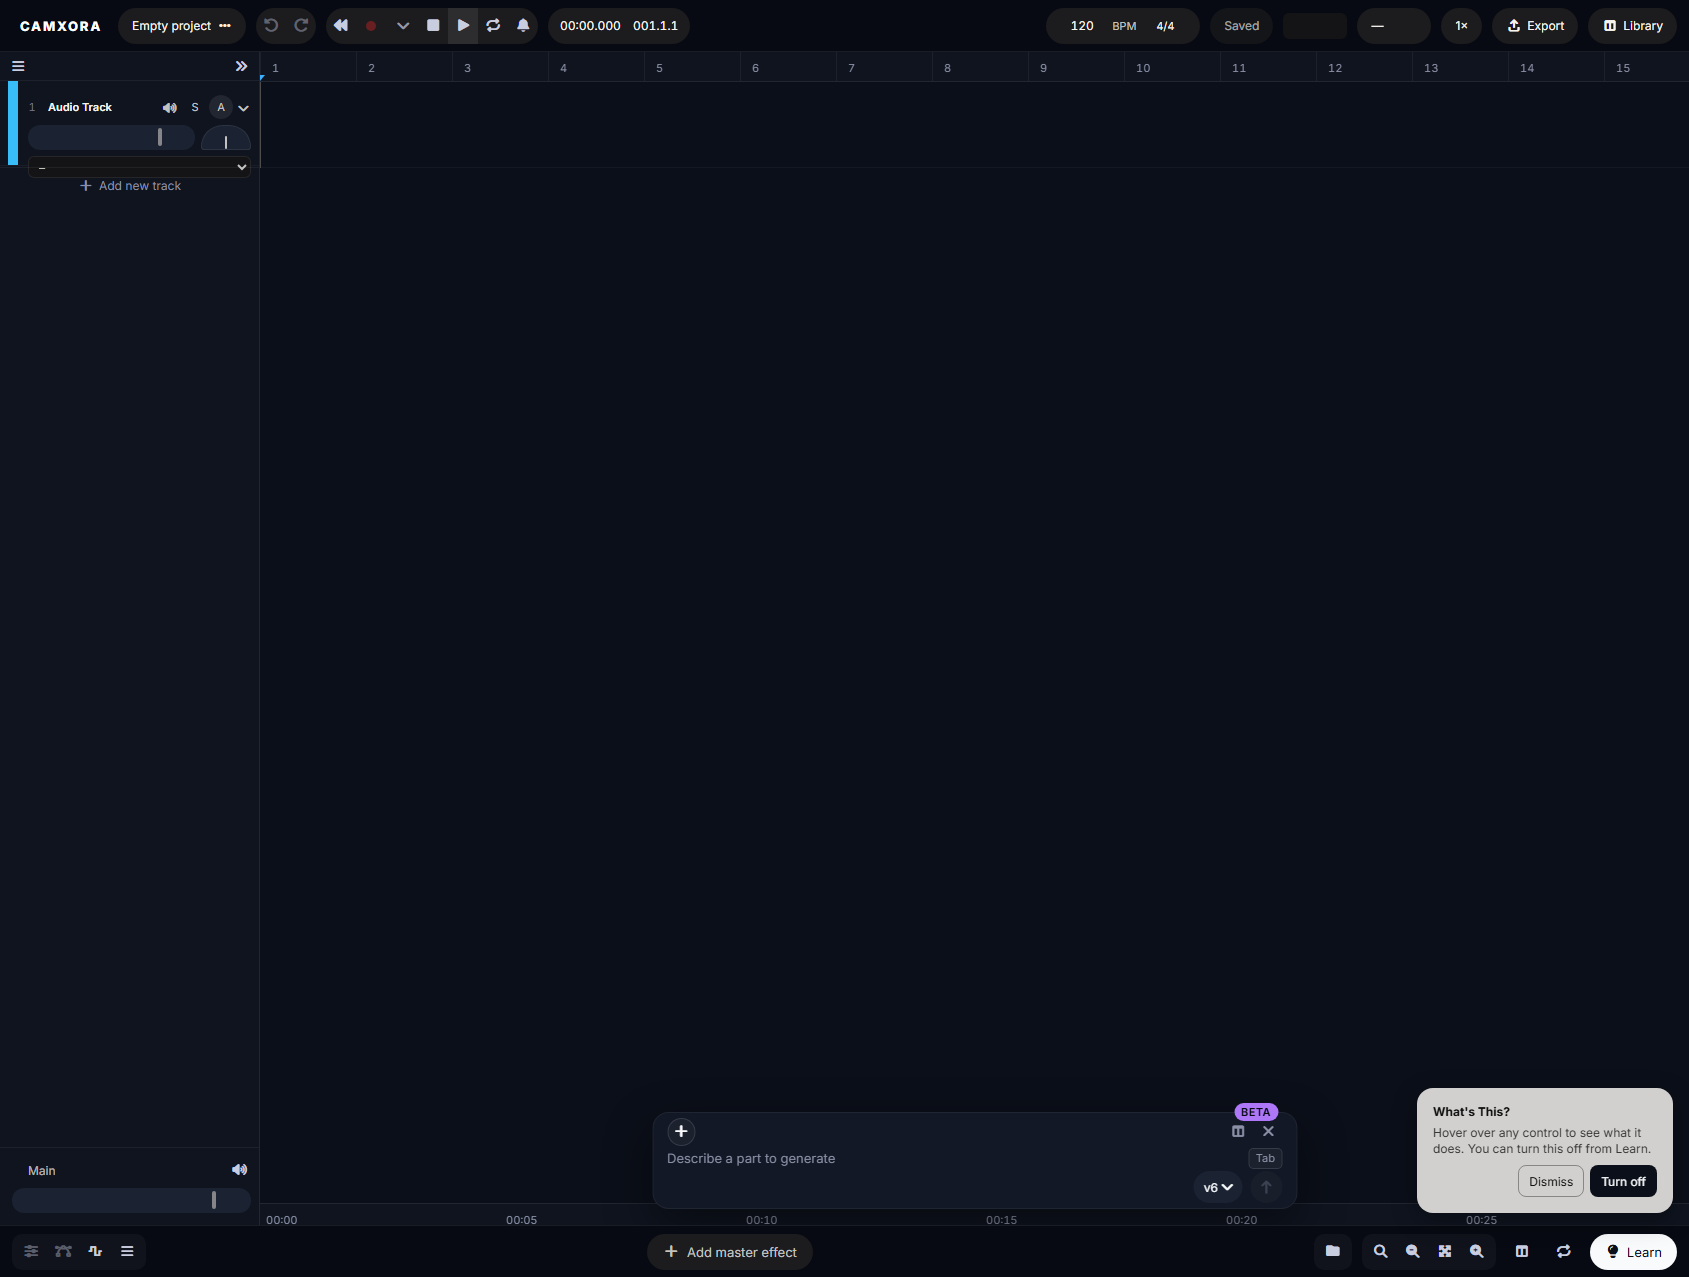 CAMXORA
Empty project
00:00.000 001.1.1
120 BPM 4/4
Saved
—
1×
Export
Library
1 2 3 4 5 6 7 8 9 10 11 12 13 14 15
1 Audio Track S A
–
Add new track
BETA
Describe a part to generate
Tab
v6
What's This?
Hover over any control to see what it
does. You can turn this off from Learn.
Dismiss
Turn off
Main
00:00 00:05 00:10 00:15 00:20 00:25
Add master effect
Learn